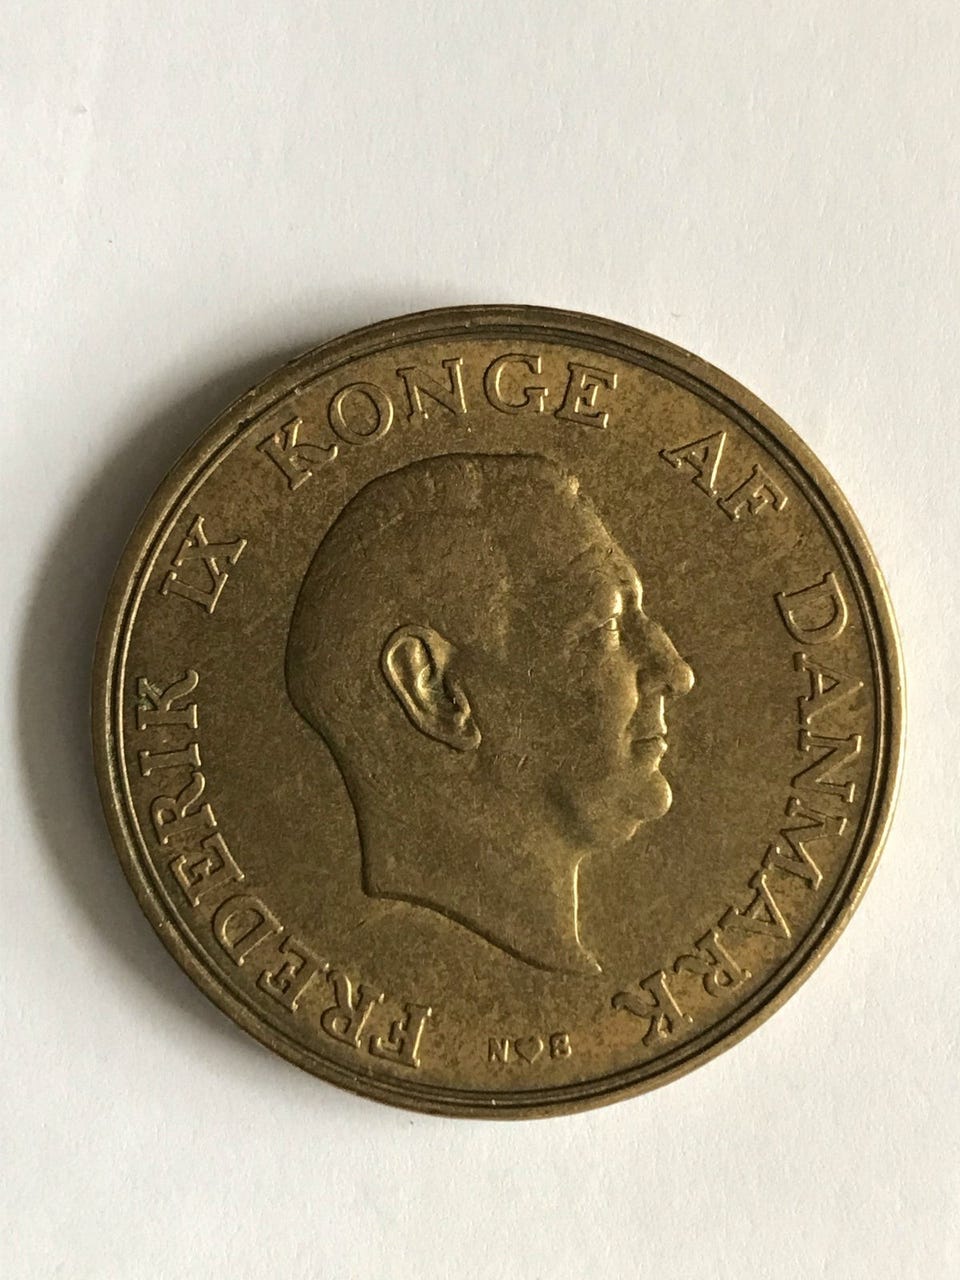 FREDERIK IX KONGE AF DANMARK
N♥S